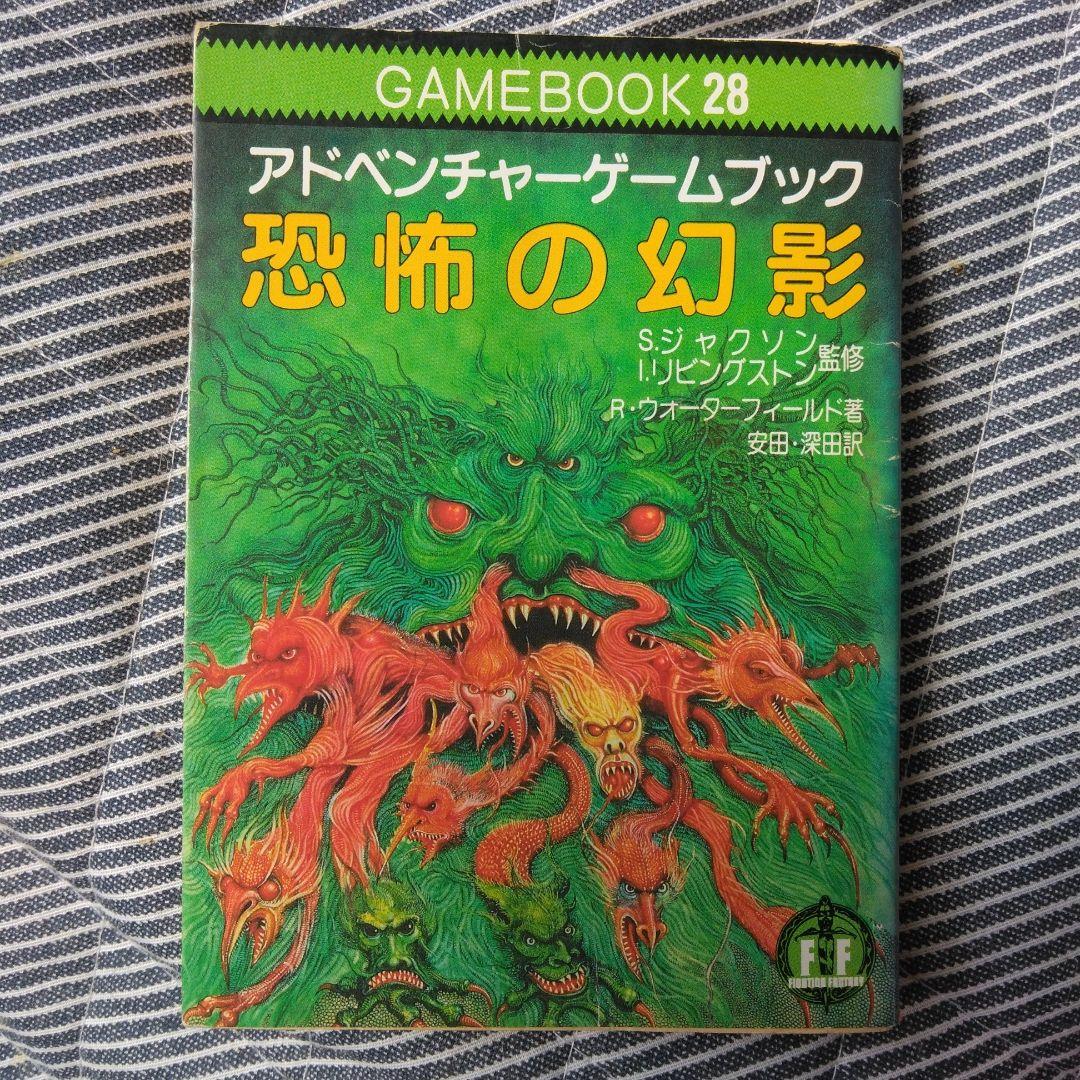 GAMEBOOK 28
アドベンチャーゲームブック
恐怖の幻影
S.ジャクソン
I.リビングストン監修
R・ウォーターフィールド著
安田・深田訳
FF
FIGHTING FACTORY